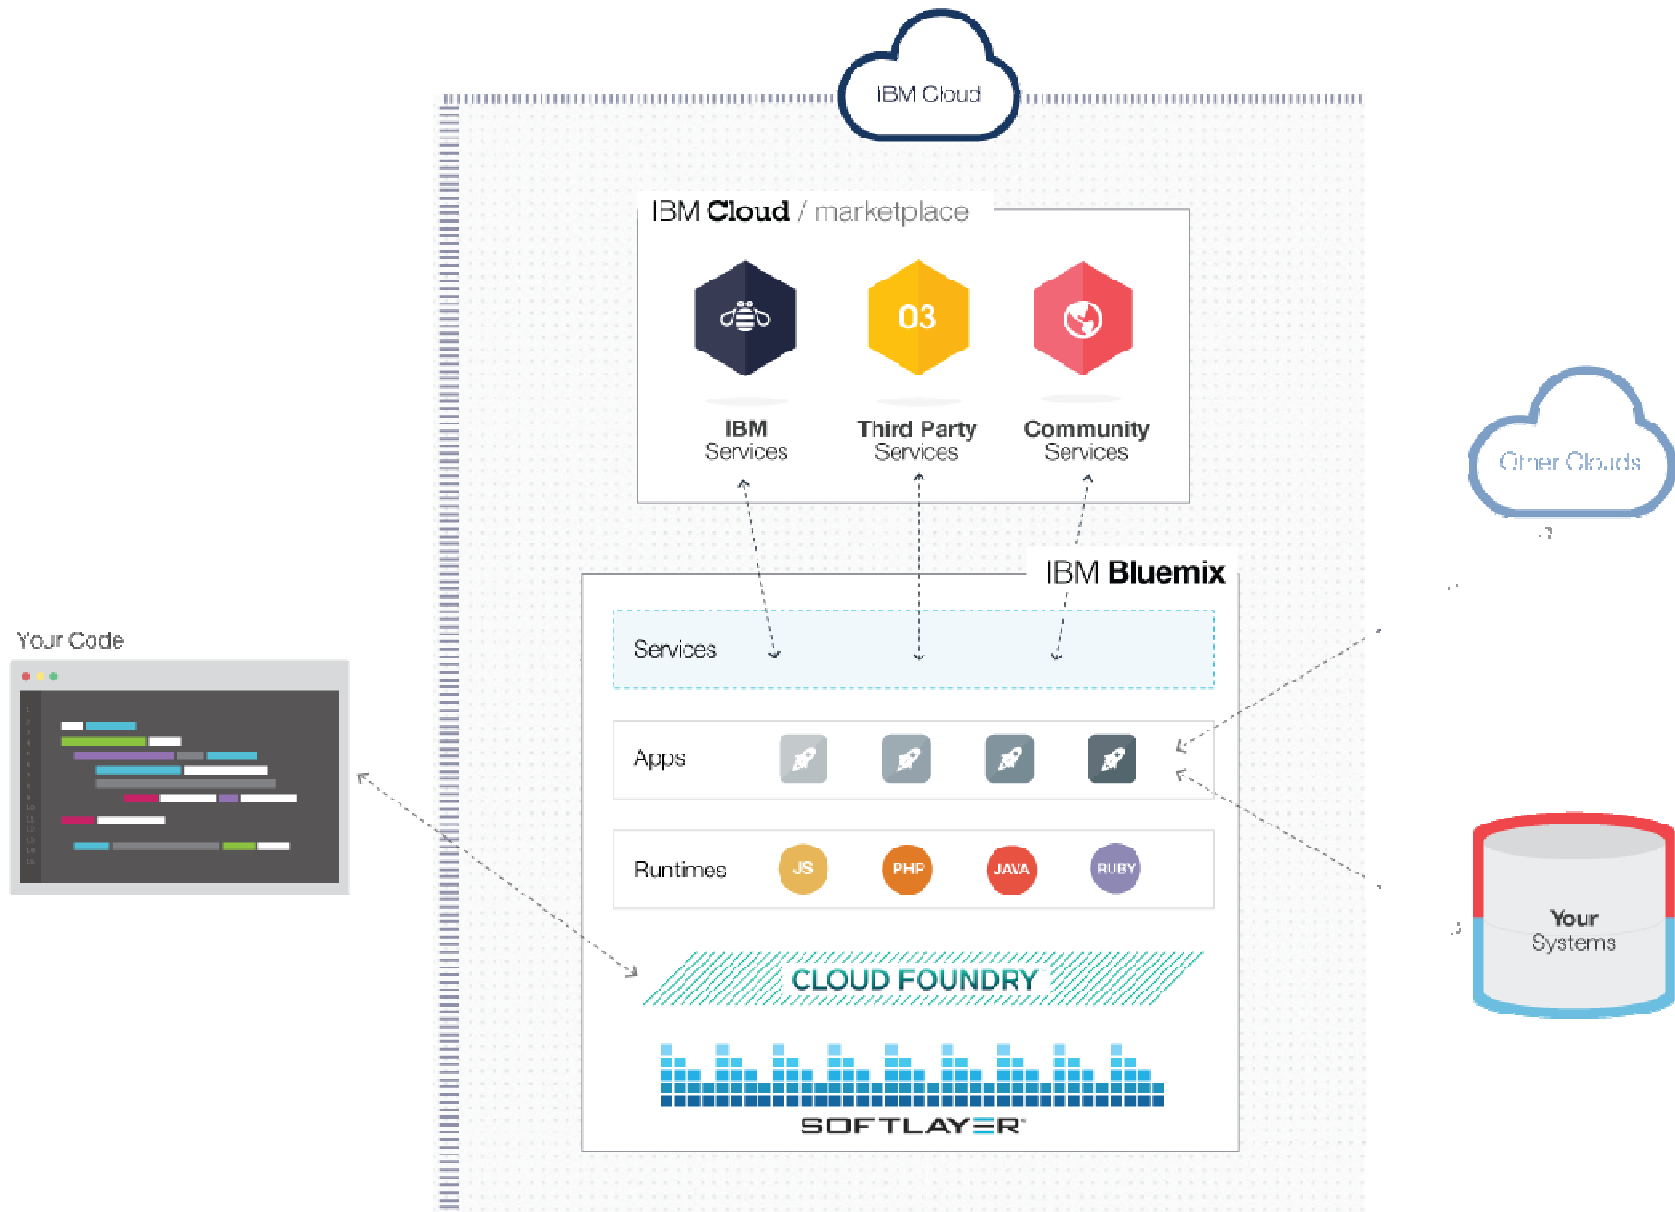 IBM Cloud
IBM Cloud / marketplace
03
IBM
Services
Third Party
Services
Community
Services
Other Clouds
IBM Bluemix
Services
Your Code
Apps
Runtimes
JS
PHP
JAVA
RUBY
Your
Systems
CLOUD FOUNDRY
SOFTLAYER